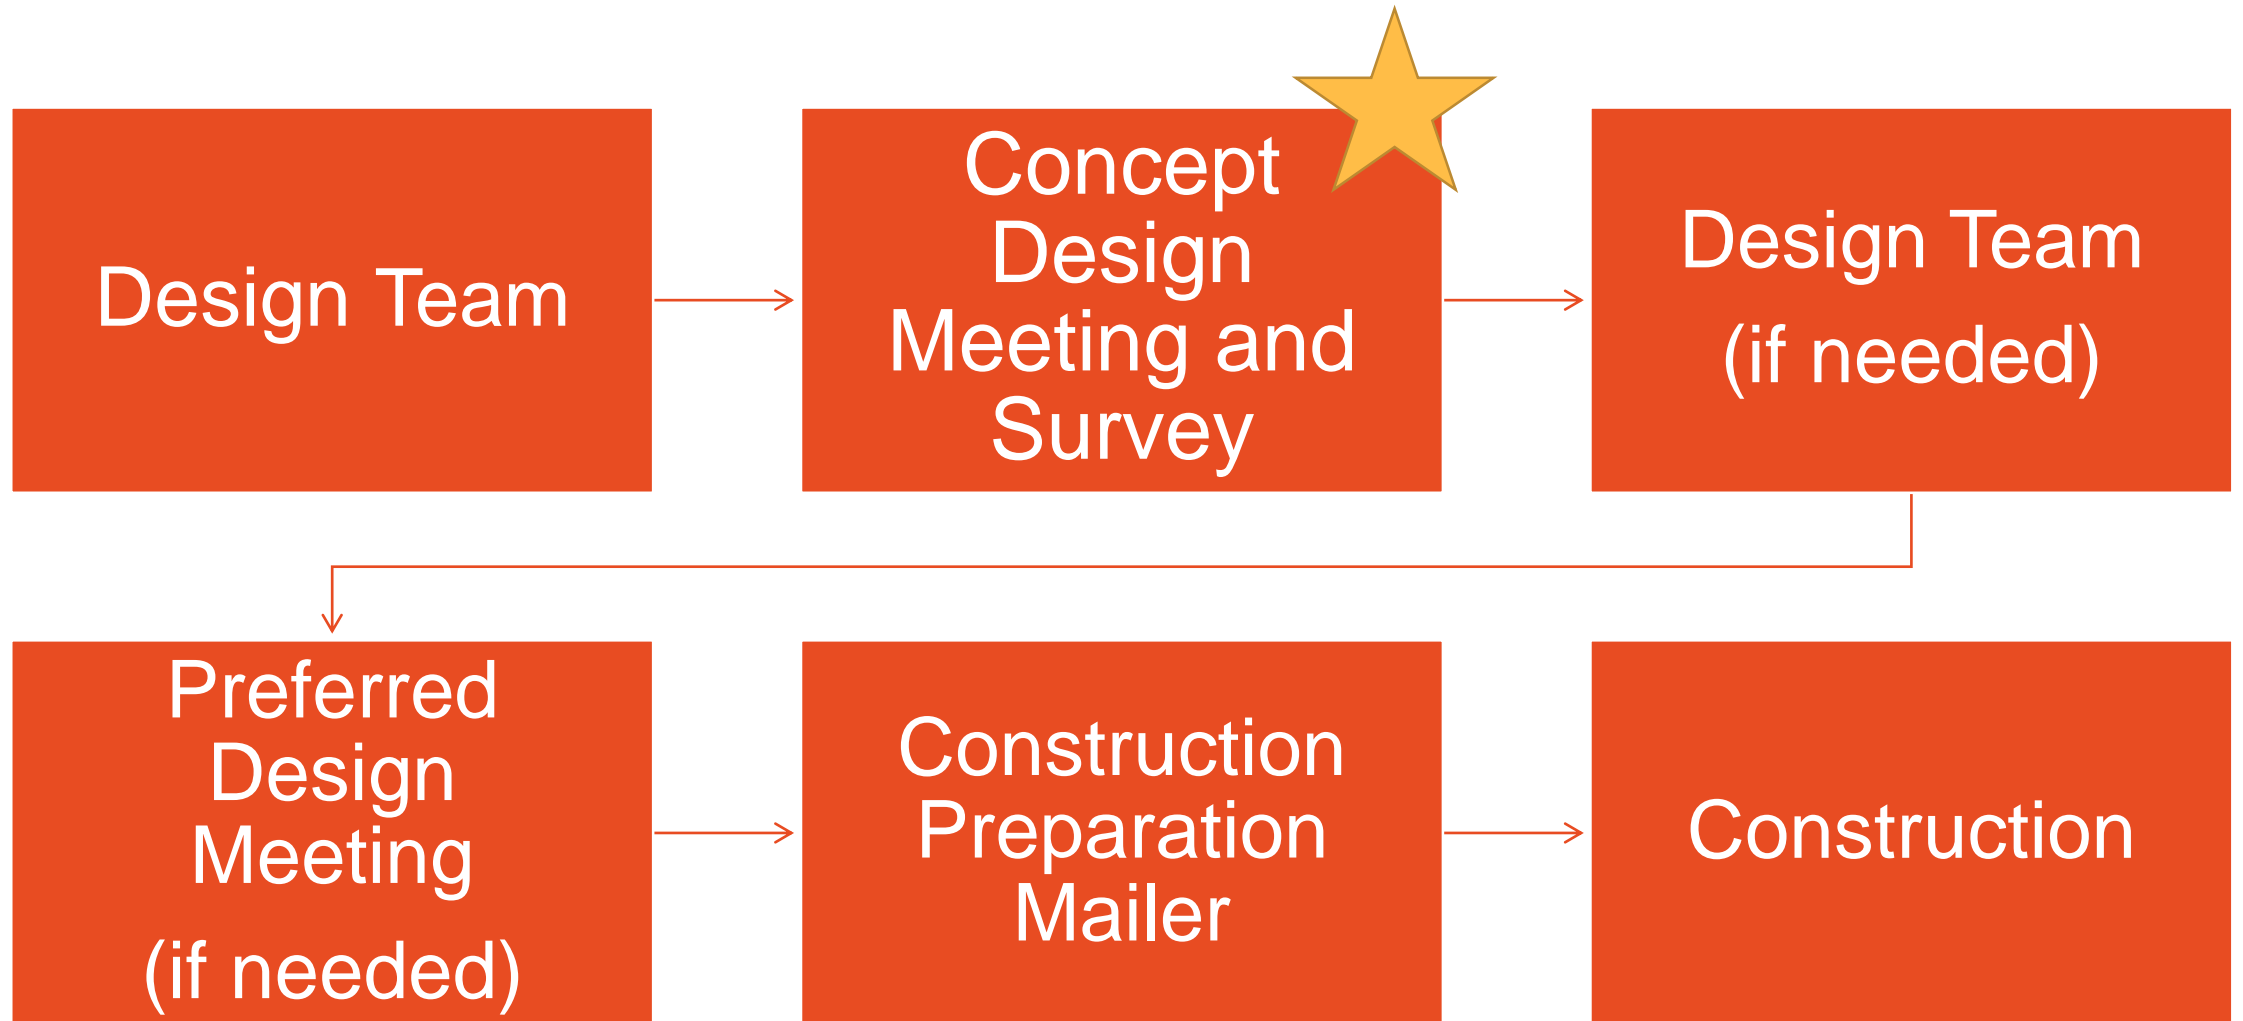 Design Team
Concept
Design
Meeting and
Survey
Design Team
(if needed)
Preferred
Design
Meeting
(if needed)
Construction
Preparation
Mailer
Construction